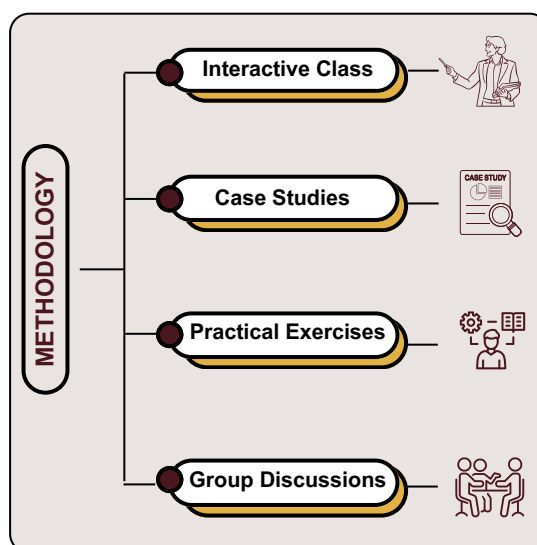 METHODOLOGY
Interactive Class
Case Studies
CASE STUDY
Practical Exercises
Group Discussions